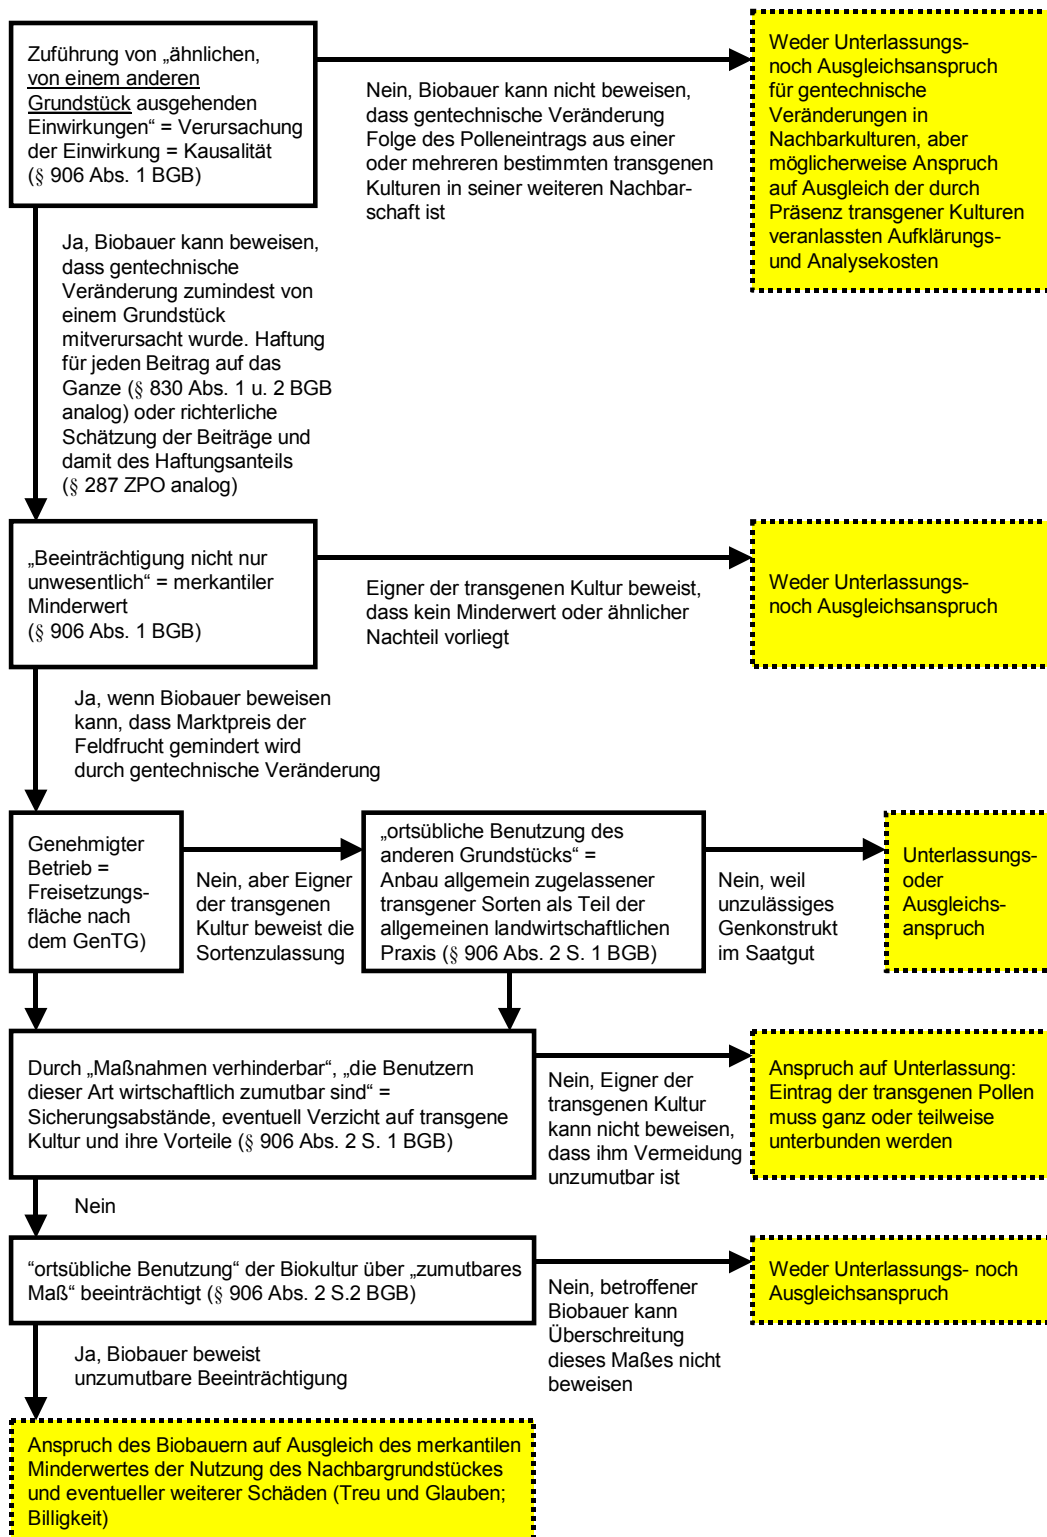 Zuführung von „ähnlichen,
von einem anderen
Grundstück ausgehenden
Einwirkungen“ = Verursachung
der Einwirkung = Kausalität
(§ 906 Abs. 1 BGB)
Nein, Biobauer kann nicht beweisen,
dass gentechnische Veränderung
Folge des Polleneintrags aus einer
oder mehreren bestimmten transgenen
Kulturen in seiner weiteren Nachbar-
schaft ist
Weder Unterlassungs-
noch Ausgleichsanspruch
für gentechnische
Veränderungen in
Nachbarkulturen, aber
möglicherweise Anspruch
auf Ausgleich der durch
Präsenz transgener Kulturen
veranlassten Aufklärungs-
und Analysekosten
Ja, Biobauer kann beweisen,
dass gentechnische
Veränderung zumindest von
einem Grundstück
mitverursacht wurde. Haftung
für jeden Beitrag auf das
Ganze (§ 830 Abs. 1 u. 2 BGB
analog) oder richterliche
Schätzung der Beiträge und
damit des Haftungsanteils
(§ 287 ZPO analog)
„Beeinträchtigung nicht nur
unwesentlich“ = merkantiler
Minderwert
(§ 906 Abs. 1 BGB)
Eigner der transgenen Kultur beweist,
dass kein Minderwert oder ähnlicher
Nachteil vorliegt
Weder Unterlassungs-
noch Ausgleichsanspruch
Ja, wenn Biobauer beweisen
kann, dass Marktpreis der
Feldfrucht gemindert wird
durch gentechnische Veränderung
Genehmigter
Betrieb =
Freisetzungs-
fläche nach
dem GenTG)
Nein, aber Eigner
der transgenen
Kultur beweist die
Sortenzulassung
„ortsübliche Benutzung des
anderen Grundstücks“ =
Anbau allgemein zugelassener
transgener Sorten als Teil der
allgemeinen landwirtschaftlichen
Praxis (§ 906 Abs. 2 S. 1 BGB)
Nein, weil
unzulässiges
Genkonstrukt
im Saatgut
Unterlassungs-
oder
Ausgleichs-
anspruch
Durch „Maßnahmen verhinderbar“, „die Benutzern
dieser Art wirtschaftlich zumutbar sind“ =
Sicherungsabstände, eventuell Verzicht auf transgene
Kultur und ihre Vorteile (§ 906 Abs. 2 S. 1 BGB)
Nein, Eigner der
transgenen Kultur
kann nicht beweisen,
dass ihm Vermeidung
unzumutbar ist
Anspruch auf Unterlassung:
Eintrag der transgenen Pollen
muss ganz oder teilweise
unterbunden werden
Nein
“ortsübliche Benutzung“ der Biokultur über „zumutbares
Maß“ beeinträchtigt (§ 906 Abs. 2 S.2 BGB)
Nein, betroffener
Biobauer kann
Überschreitung
dieses Maßes nicht
beweisen
Weder Unterlassungs- noch
Ausgleichsanspruch
Ja, Biobauer beweist
unzumutbare Beeinträchtigung
Anspruch des Biobauern auf Ausgleich des merkantilen
Minderwertes der Nutzung des Nachbargrundstückes
und eventueller weiterer Schäden (Treu und Glauben;
Billigkeit)